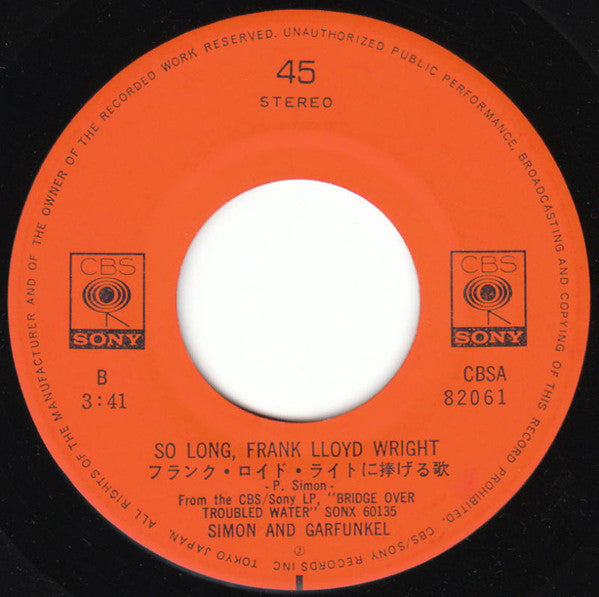 ALL RIGHTS OF THE MANUFACTURER AND OF THE OWNER OF THE RECORDED WORK RESERVED. UNAUTHORIZED PUBLIC PERFORMANCE, BROADCASTING AND COPYING OF THIS RECORD PROHIBITED.
45
STEREO
CBS
SONY
CBS
SONY
B
3:41
CBSA
82061
SO LONG, FRANK LLOYD WRIGHT
フランク・ロイド・ライトに捧げる歌
- P. Simon -
From the CBS/Sony LP, "BRIDGE OVER
TROUBLED WATER" SONX 60135
SIMON AND GARFUNKEL
CBS/SONY RECORDS INC. TOKYO JAPAN.